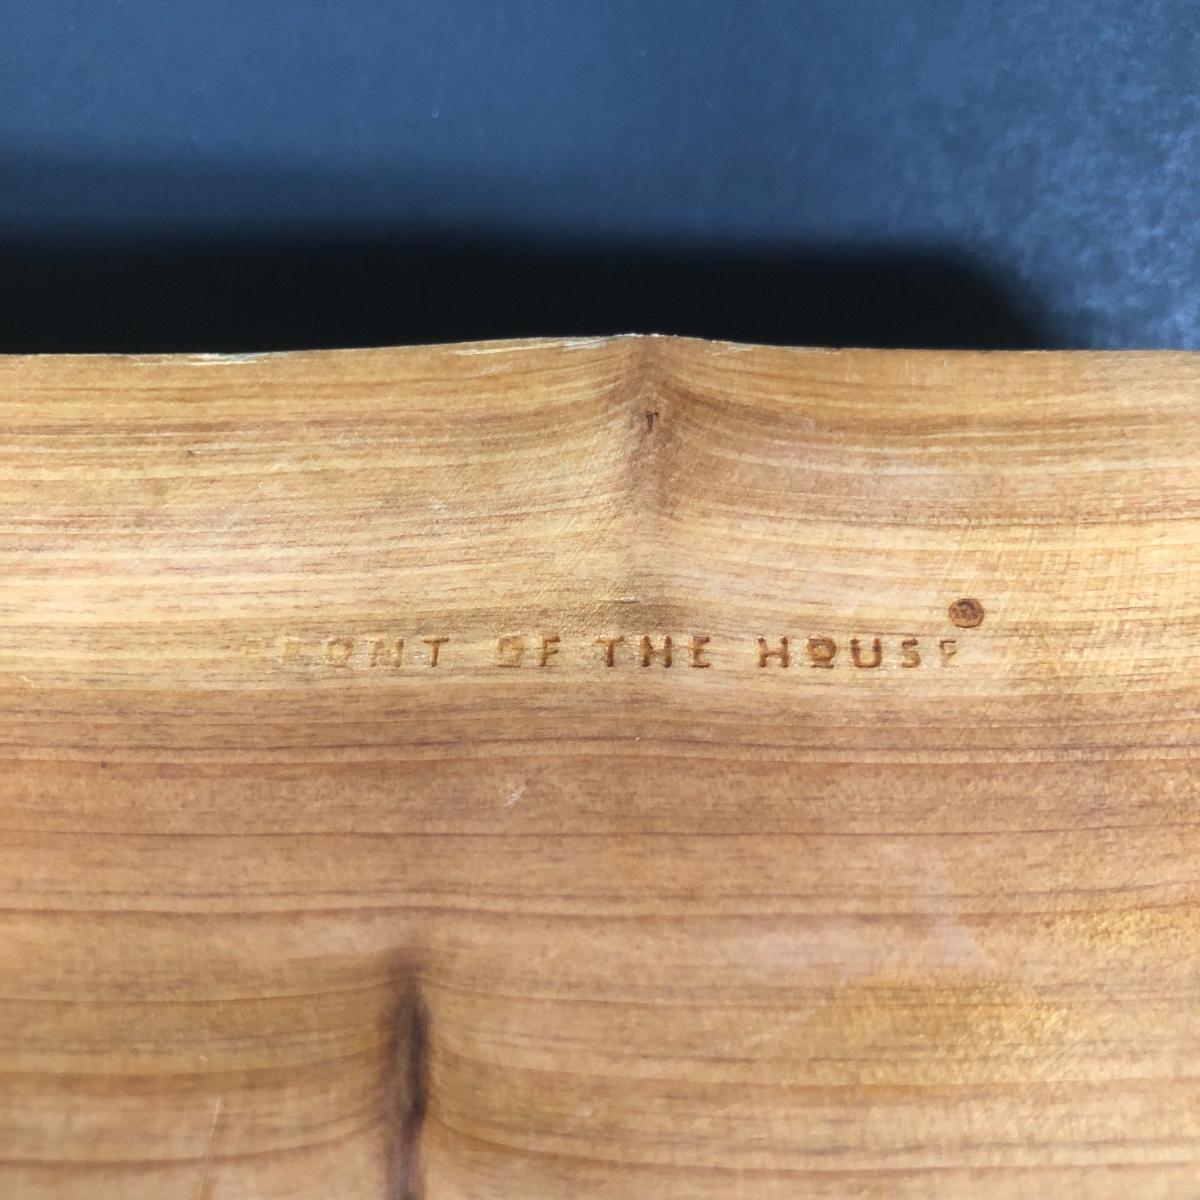 FRONT OF THE HOUSE